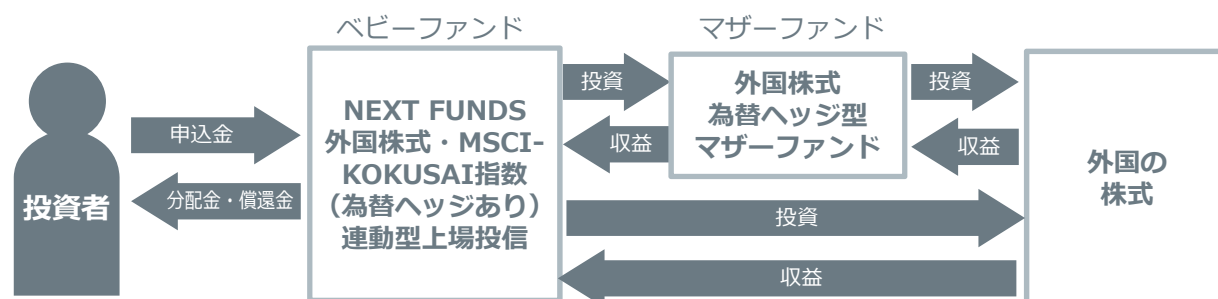 ベビーファンド
マザーファンド
投資者
申込金
分配金・償還金
NEXT FUNDS
外国株式・MSCI-
KOKUSAI指数
（為替ヘッジあり）
連動型上場投信
投資
収益
外国株式
為替ヘッジ型
マザーファンド
投資
収益
投資
収益
外国の
株式